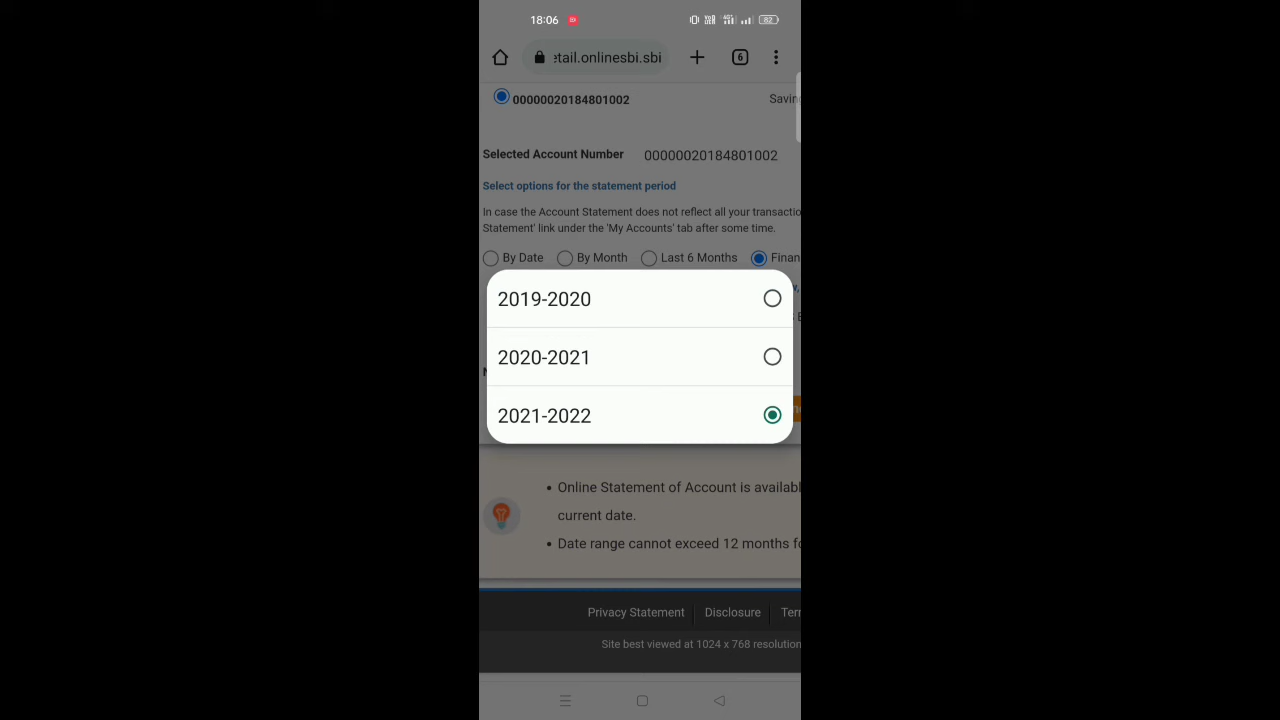 18:06
82
etail.onlinesbi.sbi
6
00000020184801002 Savin
Selected Account Number 00000020184801002
Select options for the statement period
In case the Account Statement does not reflect all your transactio
Statement' link under the 'My Accounts' tab after some time.
By Date By Month Last 6 Months Finan
2019-2020
2020-2021
2021-2022
• Online Statement of Account is availabl
current date.
• Date range cannot exceed 12 months fo
Privacy Statement Disclosure Terr
Site best viewed at 1024 x 768 resolution